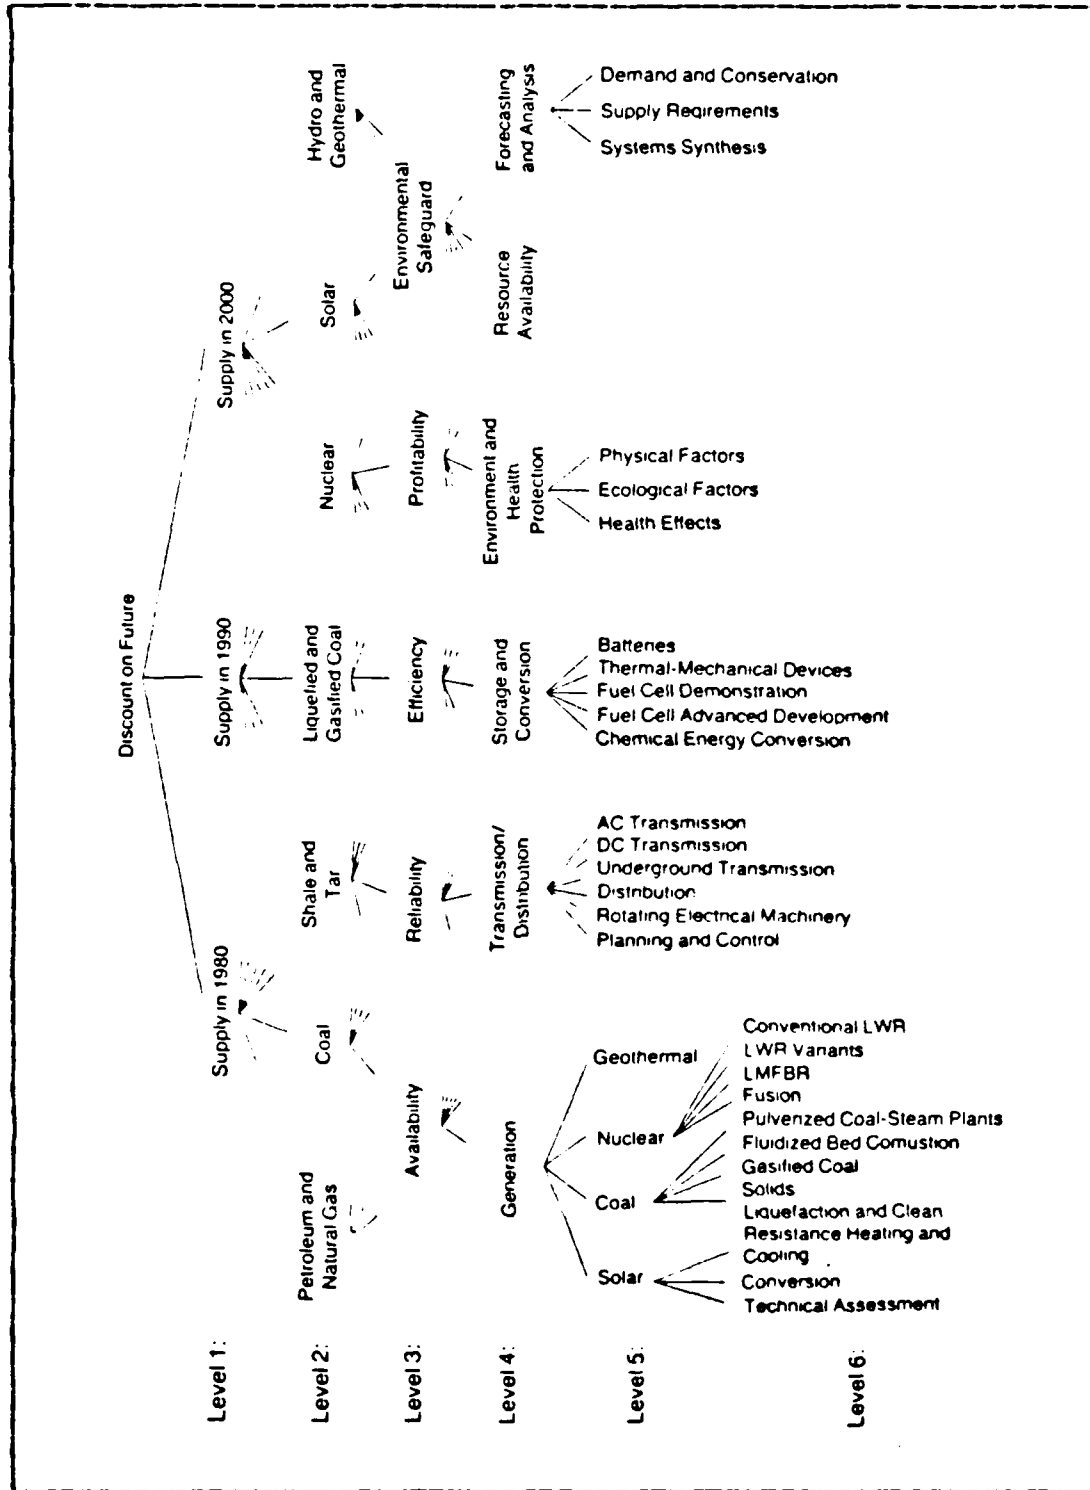 Discount on Future
Level 1:
Supply in 1980
Supply in 1990
Supply in 2000
Level 2:
Petroleum and
Natural Gas
Coal
Shale and
Tar
Liquefied and
Gasified Coal
Nuclear
Solar
Hydro and
Geothermal
Level 3:
Availability
Reliability
Efficiency
Profitability
Environmental
Safeguard
Level 4:
Generation
Transmission/
Distribution
Storage and
Conversion
Environment and
Health
Protection
Resource
Availability
Forecasting
and Analysis
Level 5:
Solar
Coal
Nuclear
Geothermal
AC Transmission
DC Transmission
Underground Transmission
Distribution
Rotating Electrical Machinery
Planning and Control
Batteries
Thermal-Mechanical Devices
Fuel Cell Demonstration
Fuel Cell Advanced Development
Chemical Energy Conversion
Physical Factors
Ecological Factors
Health Effects
Demand and Conservation
Supply Reqirements
Systems Synthesis
Level 6:
Conventional LWR
LWR Variants
LMFBR
Fusion
Pulverized Coal-Steam Plants
Fluidized Bed Comustion
Gasified Coal
Solids
Liquefaction and Clean
Resistance Heating and
Cooling
Conversion
Technical Assessment